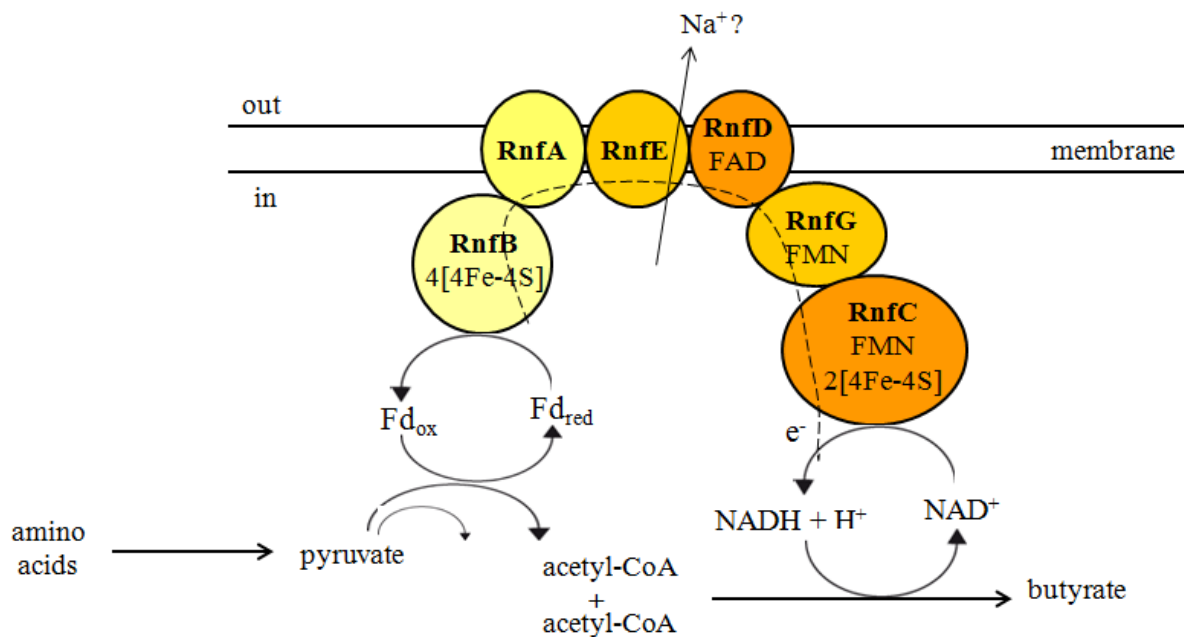 Na⁺?
out
membrane
in
RnfA
RnfE
RnfD
FAD
RnfB
4[4Fe-4S]
RnfG
FMN
RnfC
FMN
2[4Fe-4S]
Fdox
Fdred
e⁻
NADH + H⁺
NAD⁺
amino
acids
pyruvate
acetyl-CoA
+
acetyl-CoA
butyrate